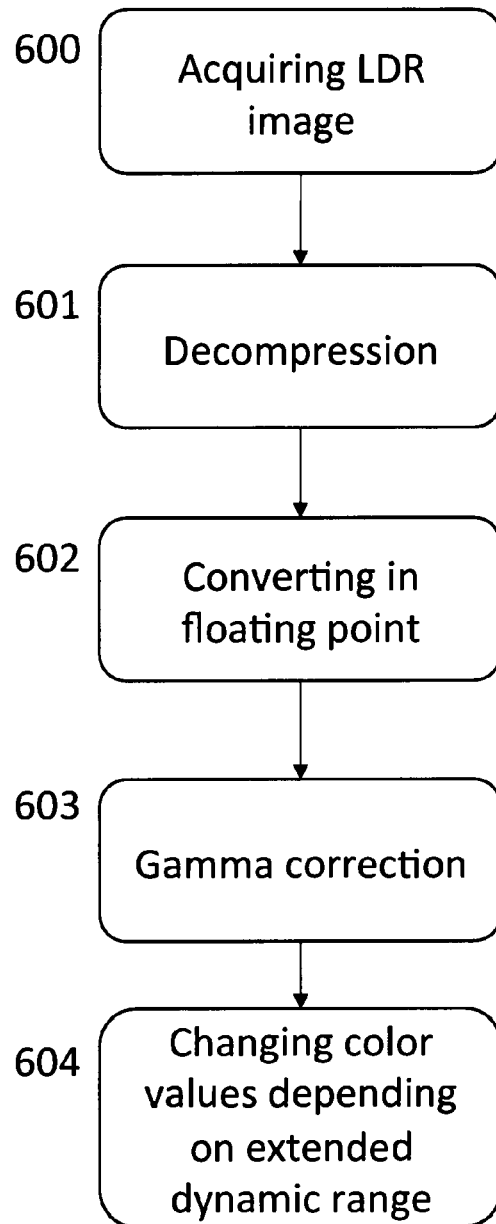 600
Acquiring LDR
image
601
Decompression
602
Converting in
floating point
603
Gamma correction
604
Changing color
values depending
on extended
dynamic range